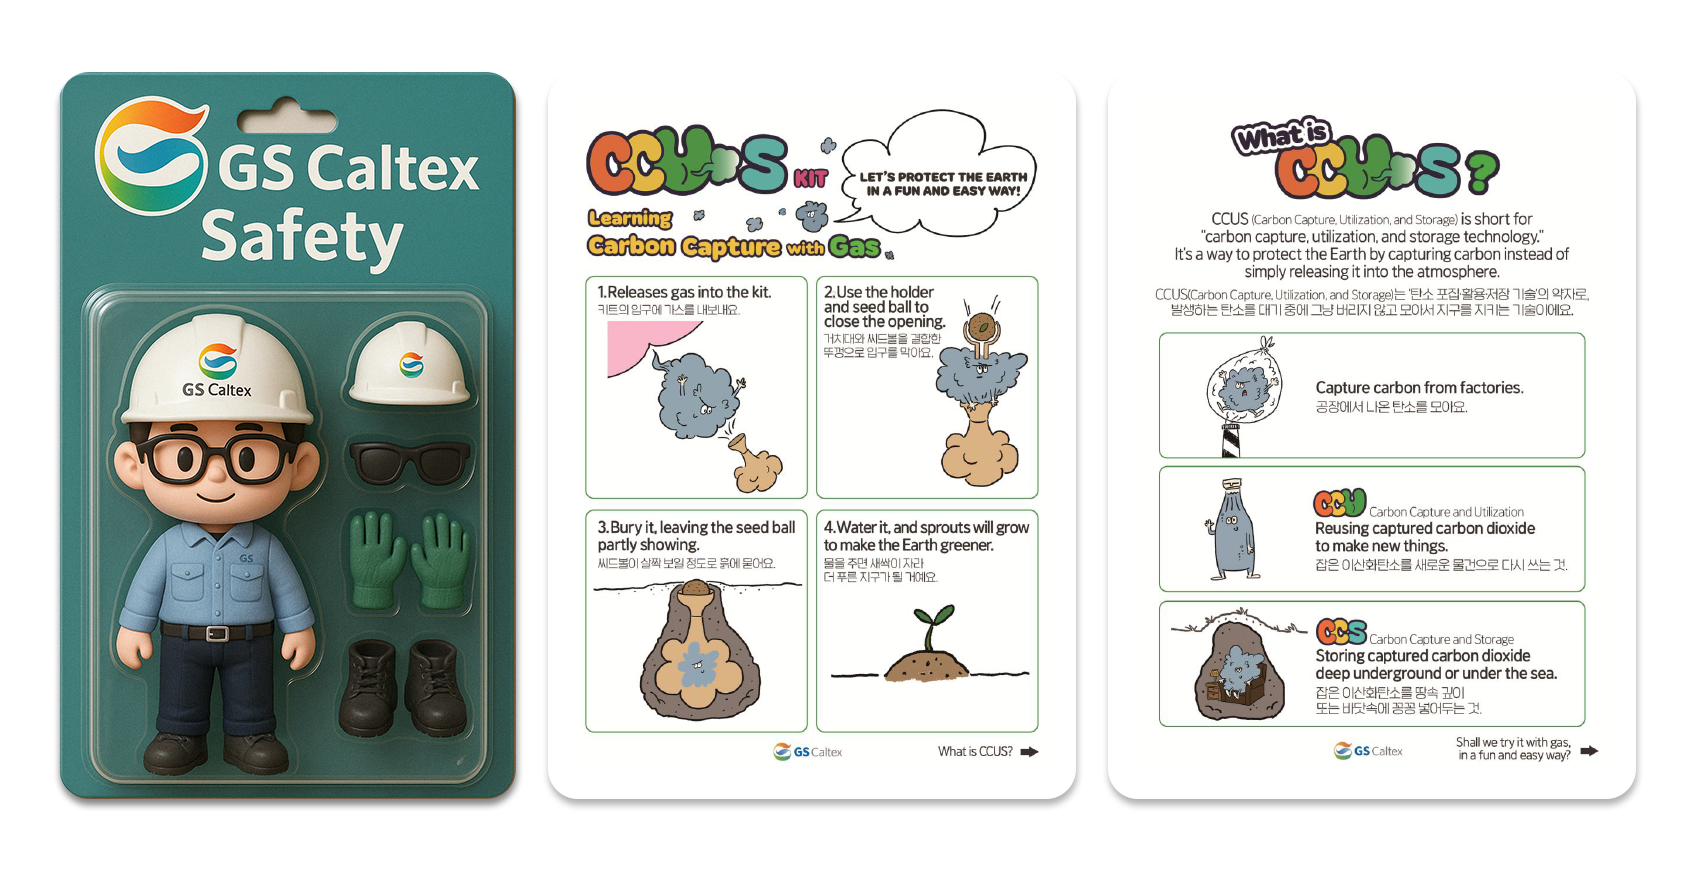 GS Caltex
Safety
GS Caltex
GS
CCUS KIT
LET'S PROTECT THE EARTH
IN A FUN AND EASY WAY!
Learning
Carbon Capture with Gas
1.Releases gas into the kit.
키트의 입구에 가스를 내보내요.
2.Use the holder
and seed ball to
close the opening.
거치대와 씨드볼을 결합한
뚜껑으로 입구를 막아요.
3.Bury it, leaving the seed ball
partly showing.
씨드볼이 살짝 보일 정도로 흙에 묻어요.
4.Water it, and sprouts will grow
to make the Earth greener.
물을 주면 새싹이 자라
더 푸른 지구가 될 거예요.
GS Caltex
What is CCUS?
What is
CCUS?
CCUS (Carbon Capture, Utilization, and Storage) is short for
"carbon capture, utilization, and storage technology."
It's a way to protect the Earth by capturing carbon instead of
simply releasing it into the atmosphere.
CCUS(Carbon Capture, Utilization, and Storage)는 '탄소 포집·활용·저장 기술'의 약자로,
발생하는 탄소를 대기 중에 그냥 버리지 않고 모아서 지구를 지키는 기술이에요.
Capture carbon from factories.
공장에서 나온 탄소를 모아요.
CCU Carbon Capture and Utilization
Reusing captured carbon dioxide
to make new things.
잡은 이산화탄소를 새로운 물건으로 다시 쓰는 것.
CCS Carbon Capture and Storage
Storing captured carbon dioxide
deep underground or under the sea.
잡은 이산화탄소를 땅속 깊이
또는 바닷속에 꽁꽁 넣어두는 것.
GS Caltex
Shall we try it with gas,
in a fun and easy way?